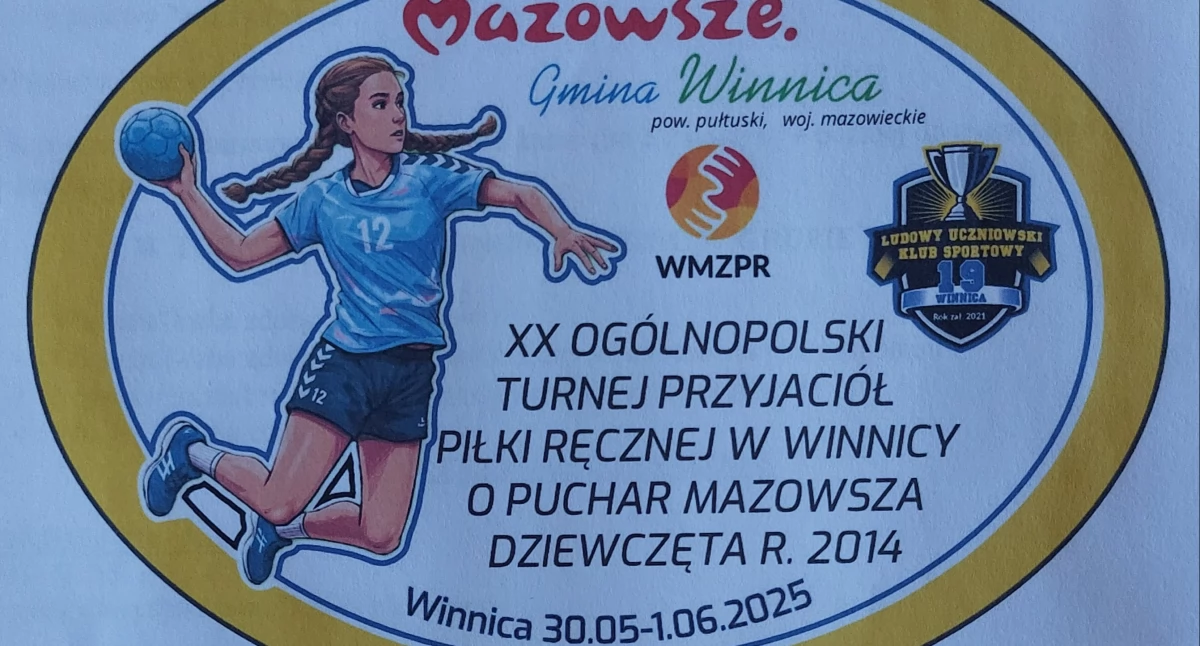 Mazowsze.
Gmina Winnica
pow. pułtuski, woj. mazowieckie
12
WMZPR
LUDOWY UCZNIOWSKI
KLUB SPORTOWY
19
WINNICA
Rok zał. 2021
XX OGÓLNOPOLSKI
TURNEJ PRZYJACIÓŁ
PIŁKI RĘCZNEJ W WINNICY
O PUCHAR MAZOWSZA
DZIEWCZĘTA R. 2014
12
Winnica 30.05-1.06.2025